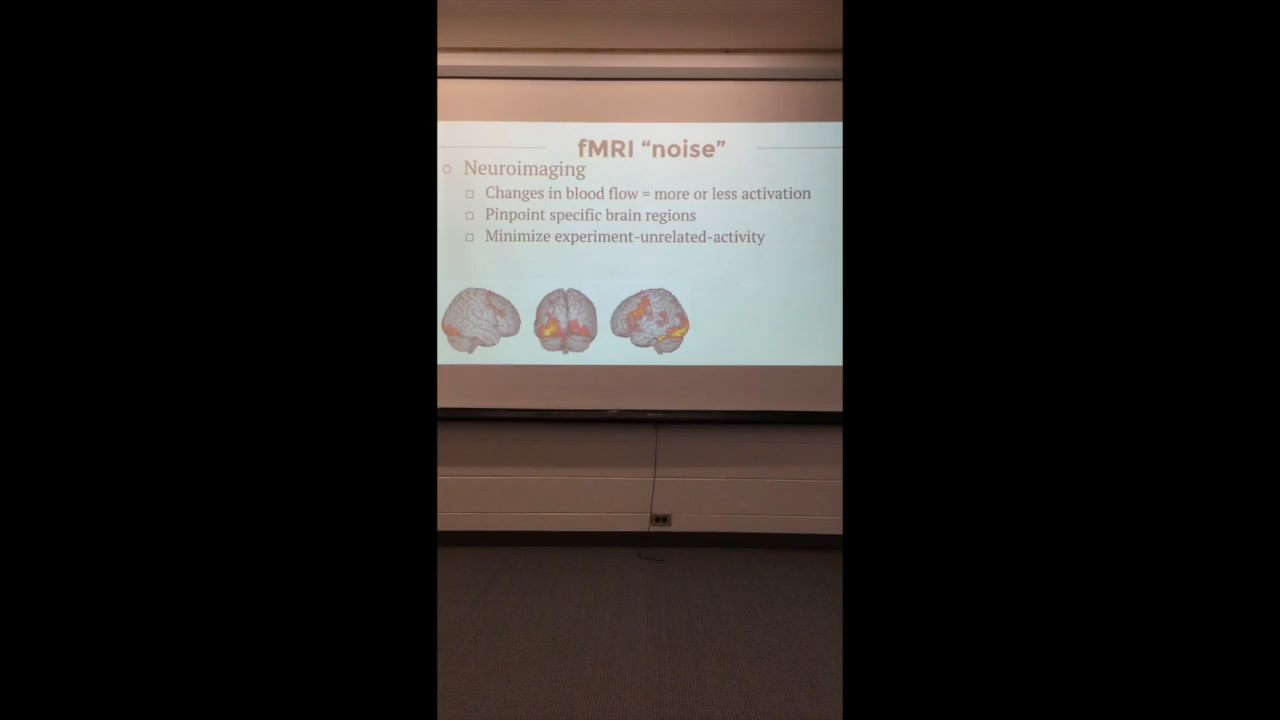 fMRI “noise”
Neuroimaging
Changes in blood flow = more or less activation
Pinpoint specific brain regions
Minimize experiment-unrelated-activity